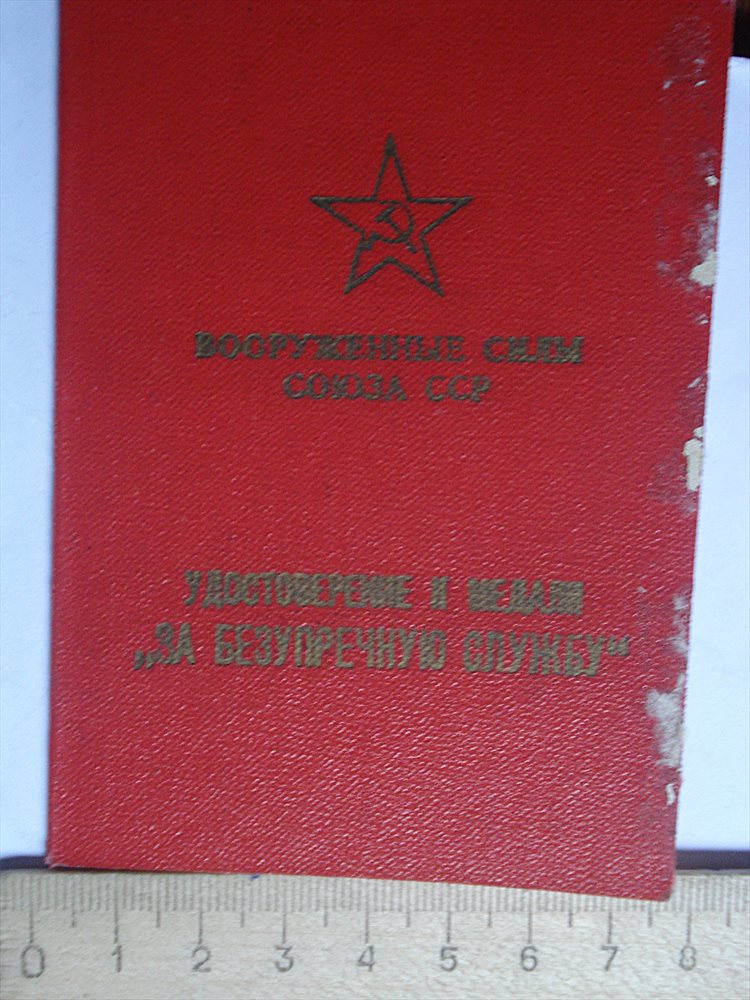 ВООРУЖЕННЫЕ СИЛЫ
СОЮЗА ССР
УДОСТОВЕРЕНИЕ К МЕДАЛИ
„ЗА БЕЗУПРЕЧНУЮ СЛУЖБУ“
0 1 2 3 4 5 6 7 8